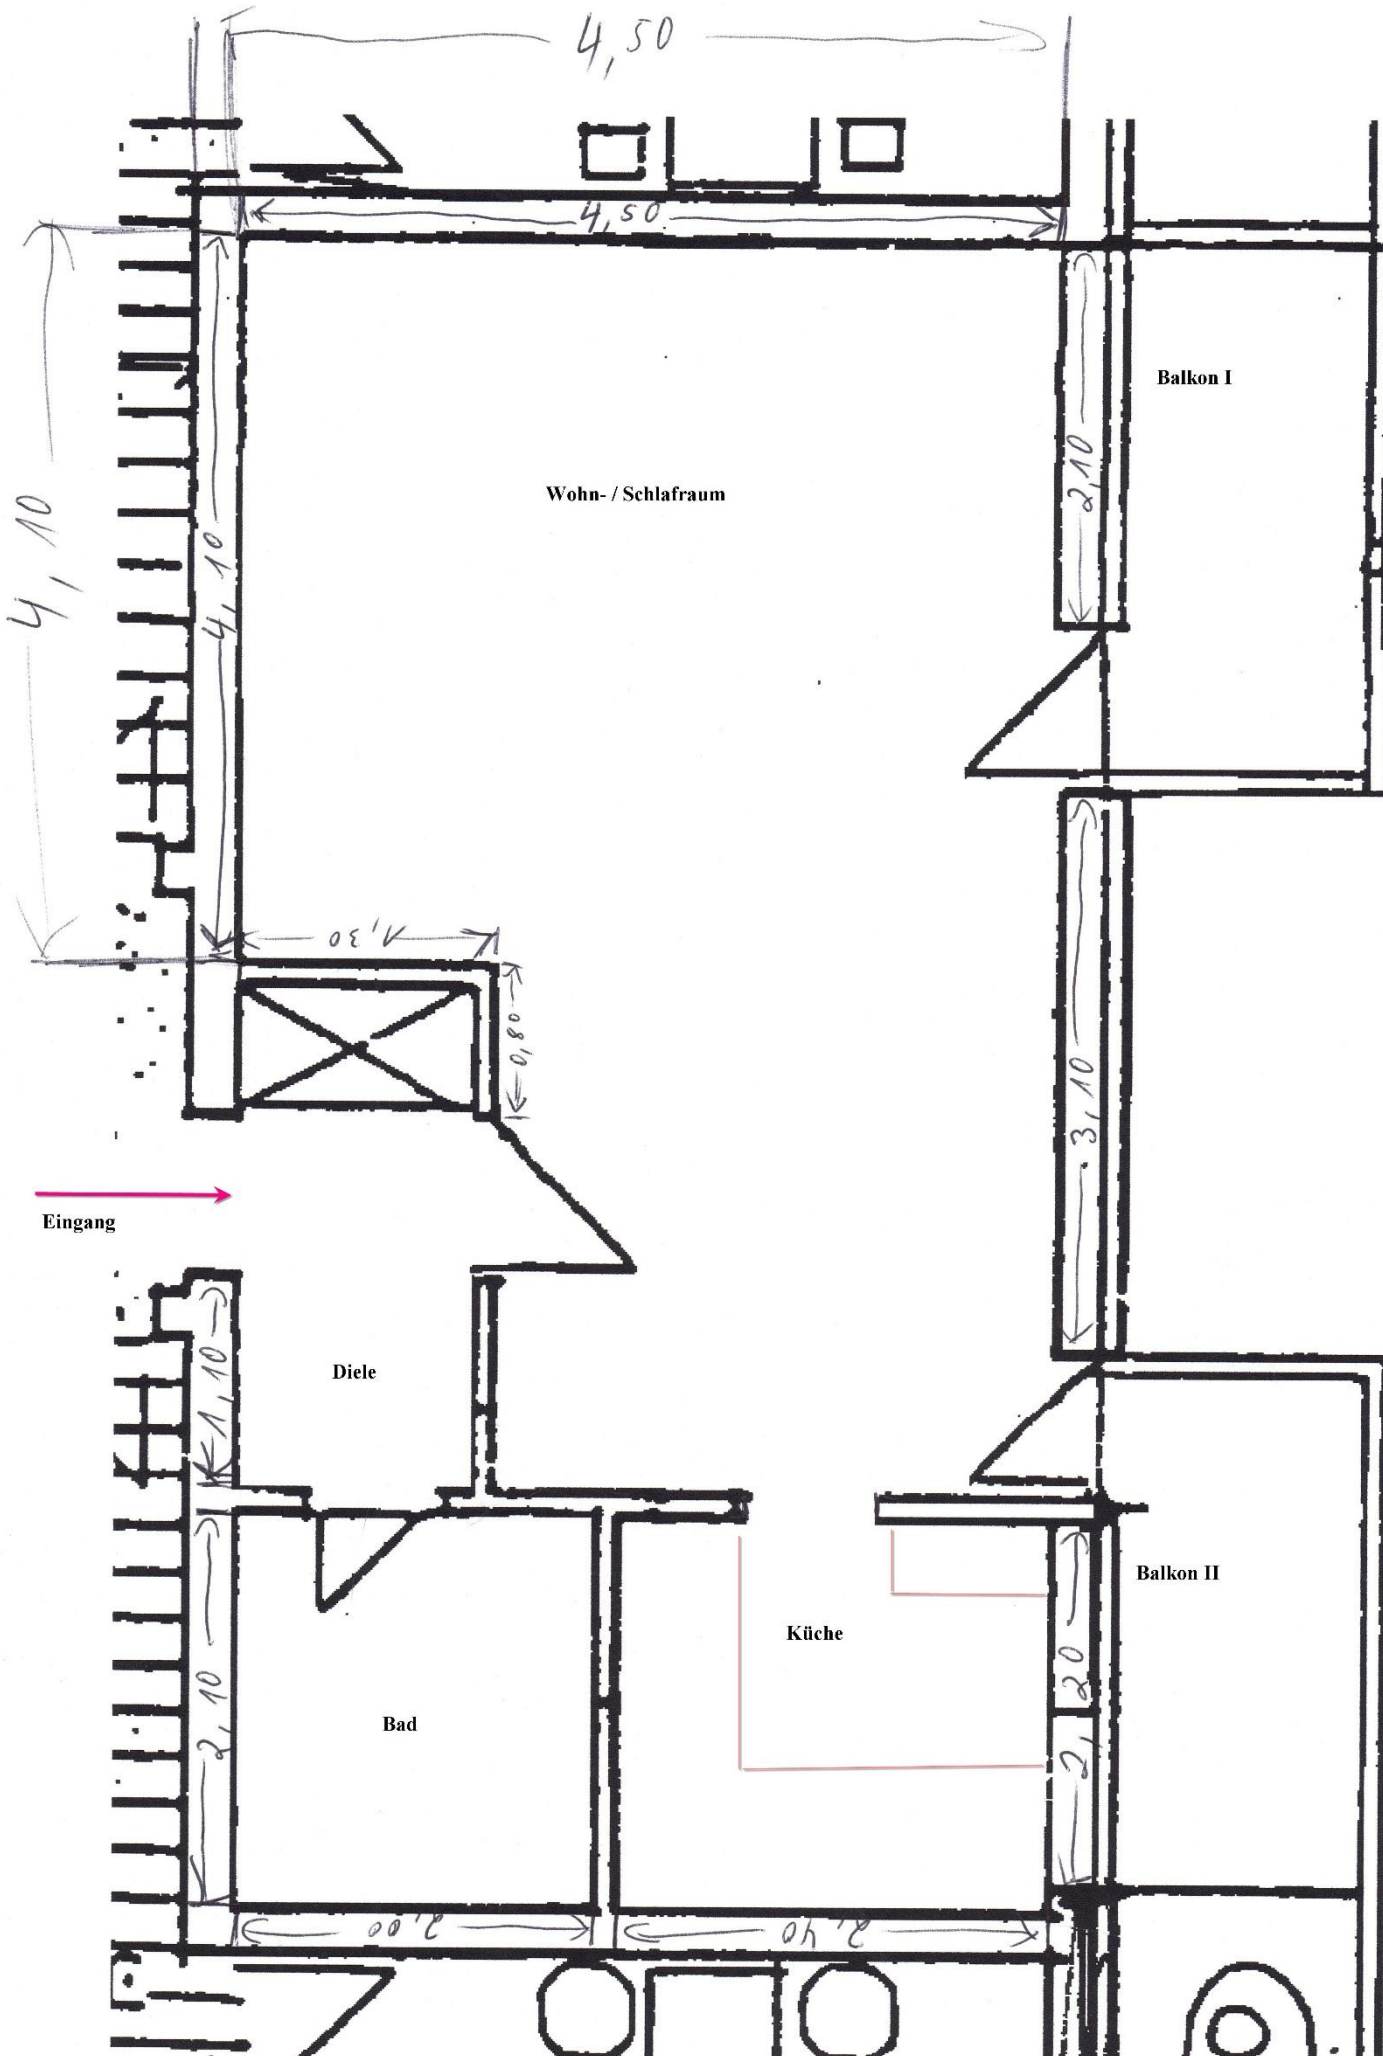 4,50
4,50
Balkon I
2,10
Wohn- / Schlafraum
4,10
4,10
1,30
0,80
3,10
Eingang
Diele
1,10
Balkon II
Küche
2,20
2,10
Bad
2,00
2,40